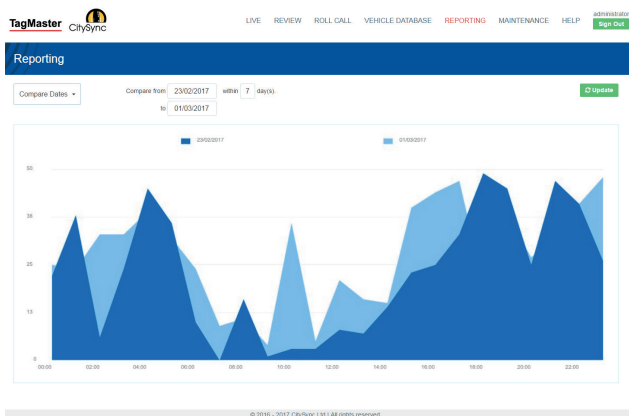 TagMaster CitySync LIVE REVIEW ROLL CALL VEHICLE DATABASE REPORTING MAINTENANCE HELP administrator
Sign Out
Reporting
Compare Dates Compare from 23/02/2017 within 7 day(s). Update
to 01/03/2017
23/02/2017 01/03/2017
50
38
25
13
0
00:00 02:00 04:00 06:00 08:00 10:00 12:00 14:00 16:00 18:00 20:00 22:00
© 2016 - 2017 CitySync Ltd | All rights reserved